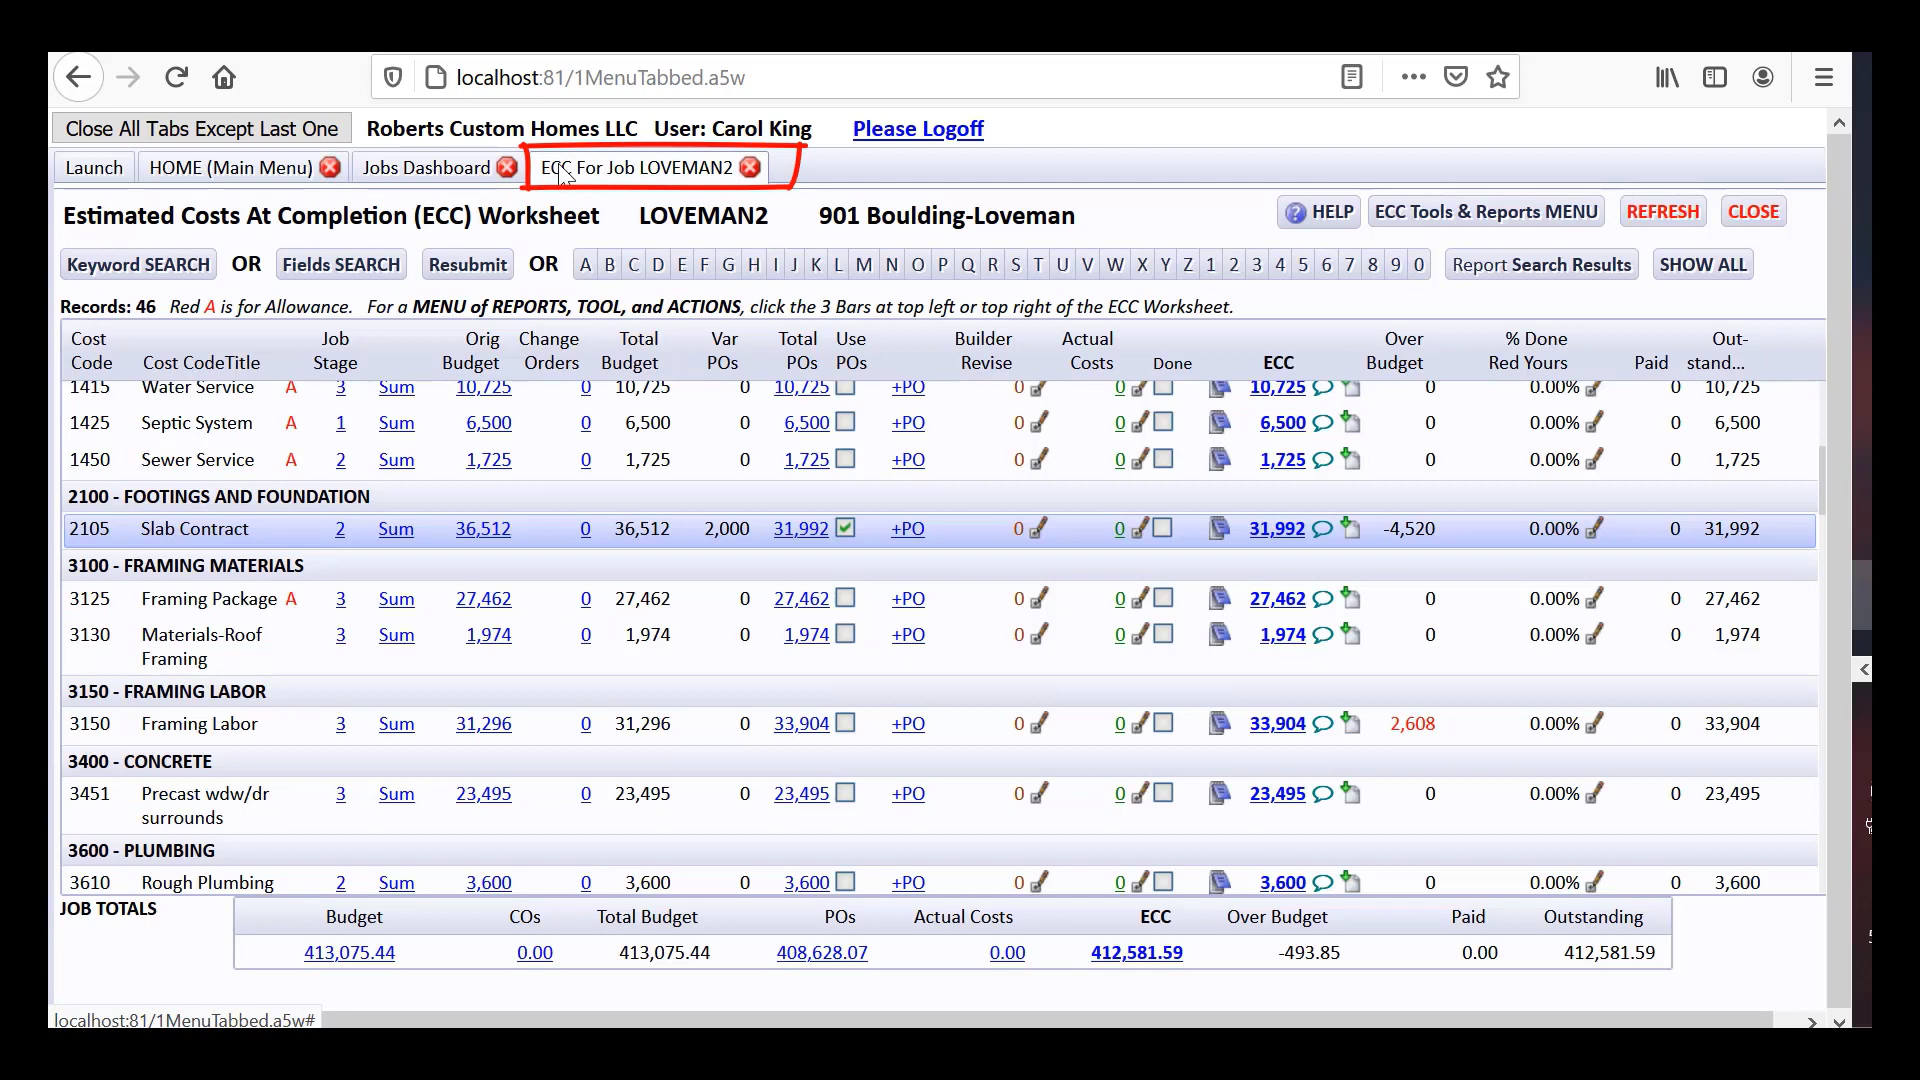 localhost:81/1MenuTabbed.a5w
Close All Tabs Except Last One Roberts Custom Homes LLC User: Carol King Please Logoff
Launch HOME (Main Menu) Jobs Dashboard ECC For Job LOVEMAN2
Estimated Costs At Completion (ECC) Worksheet LOVEMAN2 901 Boulding-Loveman HELP ECC Tools & Reports MENU REFRESH CLOSE
Keyword SEARCH OR Fields SEARCH Resubmit OR A B C D E F G H I J K L M N O P Q R S T U V W X Y Z 1 2 3 4 5 6 7 8 9 0 Report Search Results SHOW ALL
Records: 46 Red A is for Allowance. For a MENU of REPORTS, TOOL, and ACTIONS, click the 3 Bars at top left or top right of the ECC Worksheet.
Cost Job Orig Change Total Var Total Use Builder Actual Over % Done Out-
Code Cost CodeTitle Stage Budget Orders Budget POs POs POs Revise Costs Done ECC Budget Red Yours Paid stand...
1415 Water Service A 3 Sum 10,725 0 10,725 0 10,725 +PO 0 0 10,725 0 0.00% 0 10,725
1425 Septic System A 1 Sum 6,500 0 6,500 0 6,500 +PO 0 0 6,500 0 0.00% 0 6,500
1450 Sewer Service A 2 Sum 1,725 0 1,725 0 1,725 +PO 0 0 1,725 0 0.00% 0 1,725
2100 - FOOTINGS AND FOUNDATION
2105 Slab Contract 2 Sum 36,512 0 36,512 2,000 31,992 +PO 0 0 31,992 -4,520 0.00% 0 31,992
3100 - FRAMING MATERIALS
3125 Framing Package A 3 Sum 27,462 0 27,462 0 27,462 +PO 0 0 27,462 0 0.00% 0 27,462
3130 Materials-Roof 3 Sum 1,974 0 1,974 0 1,974 +PO 0 0 1,974 0 0.00% 0 1,974
Framing
3150 - FRAMING LABOR
3150 Framing Labor 3 Sum 31,296 0 31,296 0 33,904 +PO 0 0 33,904 2,608 0.00% 0 33,904
3400 - CONCRETE
3451 Precast wdw/dr 3 Sum 23,495 0 23,495 0 23,495 +PO 0 0 23,495 0 0.00% 0 23,495
surrounds
3600 - PLUMBING
3610 Rough Plumbing 2 Sum 3,600 0 3,600 0 3,600 +PO 0 0 3,600 0 0.00% 0 3,600
JOB TOTALS Budget COs Total Budget POs Actual Costs ECC Over Budget Paid Outstanding
413,075.44 0.00 413,075.44 408,628.07 0.00 412,581.59 -493.85 0.00 412,581.59
localhost:81/1MenuTabbed.a5w#